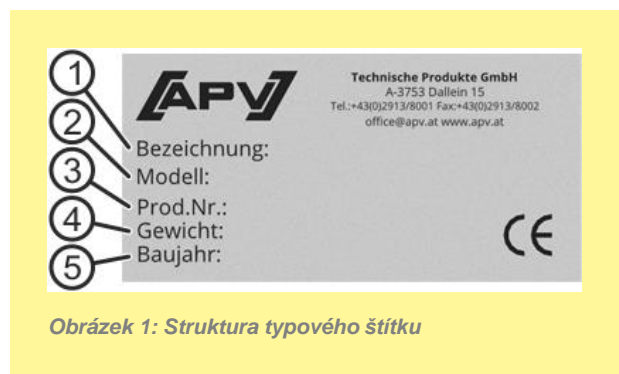 1
2
3
4
5
APV
Technische Produkte GmbH
A-3753 Dallein 15
Tel.:+43(0)2913/8001 Fax:+43(0)2913/8002
office@apv.at www.apv.at
Bezeichnung:
Modell:
Prod.Nr.:
Gewicht:
Baujahr:
CE
Obrázek 1: Struktura typového štítku